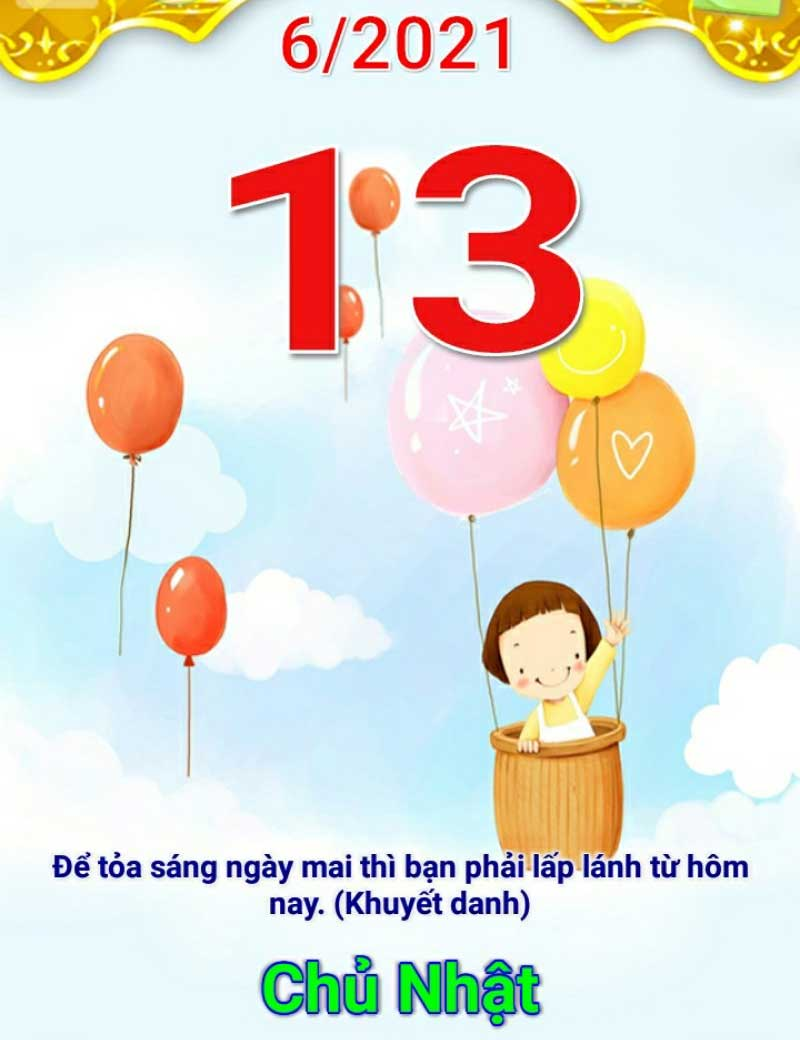 6/2021
13
Để tỏa sáng ngày mai thì bạn phải lấp lánh từ hôm
nay. (Khuyết danh)
Chủ Nhật